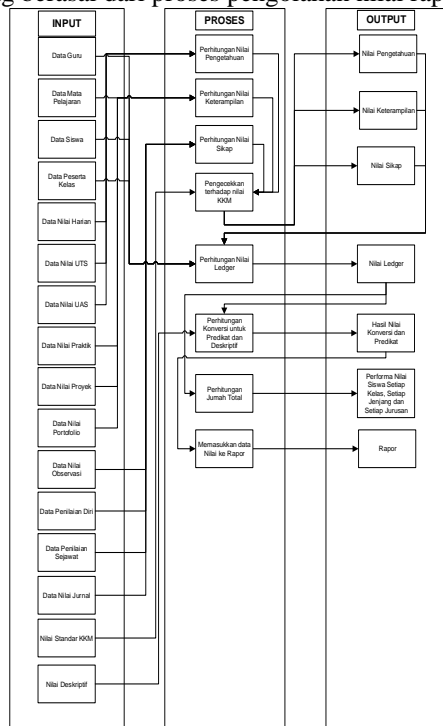 berasal dari proses pengolahan nilai
INPUT
Data Guru
Data Mata
Pelajaran
Data Siswa
Data Peserta
Kelas
Data Nilai Harian
Data Nilai UTS
Data Nilai UAS
Data Nilai Praktik
Data Nilai Proyek
Data Nilai
Portofolio
Data Nilai
Observasi
Data Penilaian Diri
Data Penilaian
Sejawat
Data Nilai Jurnal
Nilai Standar KKM
Nilai Deskriptif
PROSES
Perhitungan Nilai
Pengetahuan
Perhitungan Nilai
Keterampilan
Perhitungan Nilai
Sikap
Pengecekkan
terhadap nilai
KKM
Perhitungan Nilai
Ledger
Perhitungan
Konversi untuk
Predikat dan
Deskriptif
Perhitungan
Jumah Total
Memasukkan data
Nilai ke Rapor
OUTPUT
Nilai Pengetahuan
Nilai Keterampilan
Nilai Sikap
Nilai Ledger
Hasil Nilai
Konversi dan
Predikat
Performa Nilai
Siswa Setiap
Kelas, Setiap
Jenjang dan
Setiap Jurusan
Rapor